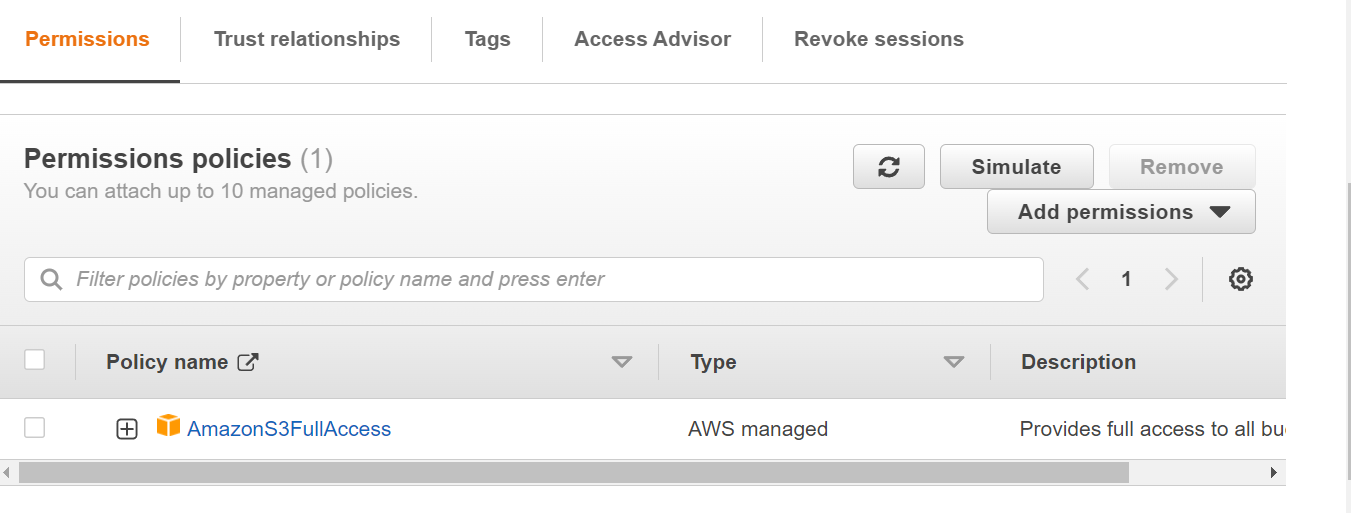 Permissions Trust relationships Tags Access Advisor Revoke sessions
Permissions policies (1)
You can attach up to 10 managed policies.
Simulate Remove
Add permissions
Filter policies by property or policy name and press enter 1
Policy name Type Description
AmazonS3FullAccess AWS managed Provides full access to all bu